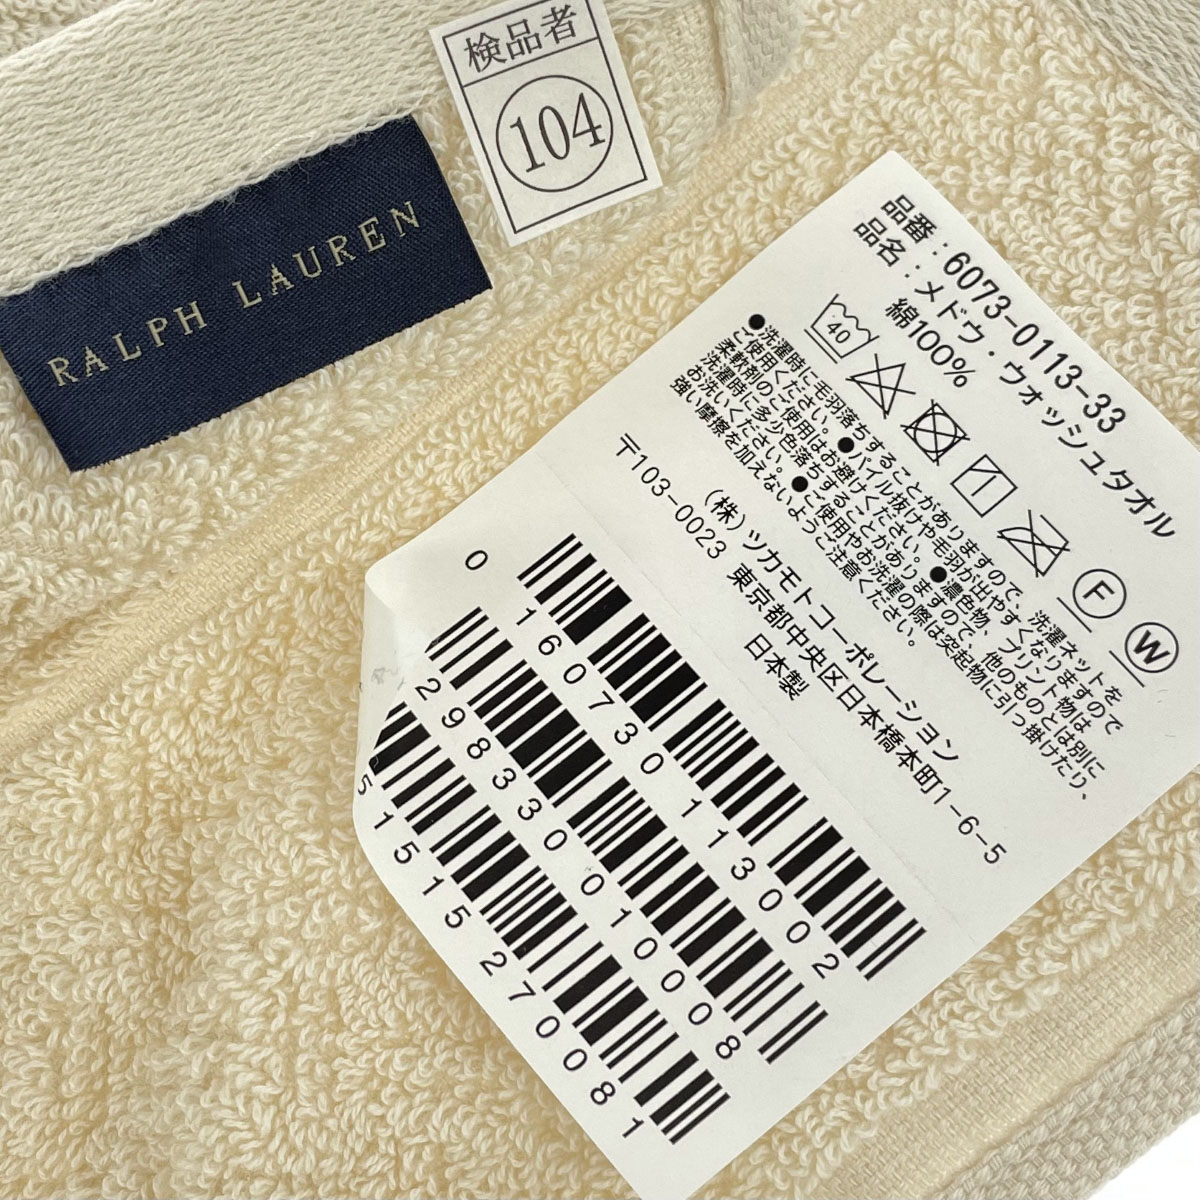 検品者
104
RALPH LAUREN
品番：6073-0113-33
品名：メドウ・ウォッシュタオル
綿100%
40
1
F
W
●洗濯時に毛羽落ちすることがありますので、洗濯ネットを
ご使用ください。●パイル抜けや毛羽が出やすくなりますので
柔軟剤のご使用はお避けください。●濃色物、プリント物は
洗濯時に多少色落ちすることがありますので、他のものとは別に
お洗いください。●ご使用やお洗濯の際は突起物に引っ掛けたり、
強い摩擦を加えないようご注意ください。
(株)ツカモトコーポレーション
〒103-0023 東京都中央区日本橋本町1-6-5
日本製
0 160730 113002
298330 010008
5 151527081